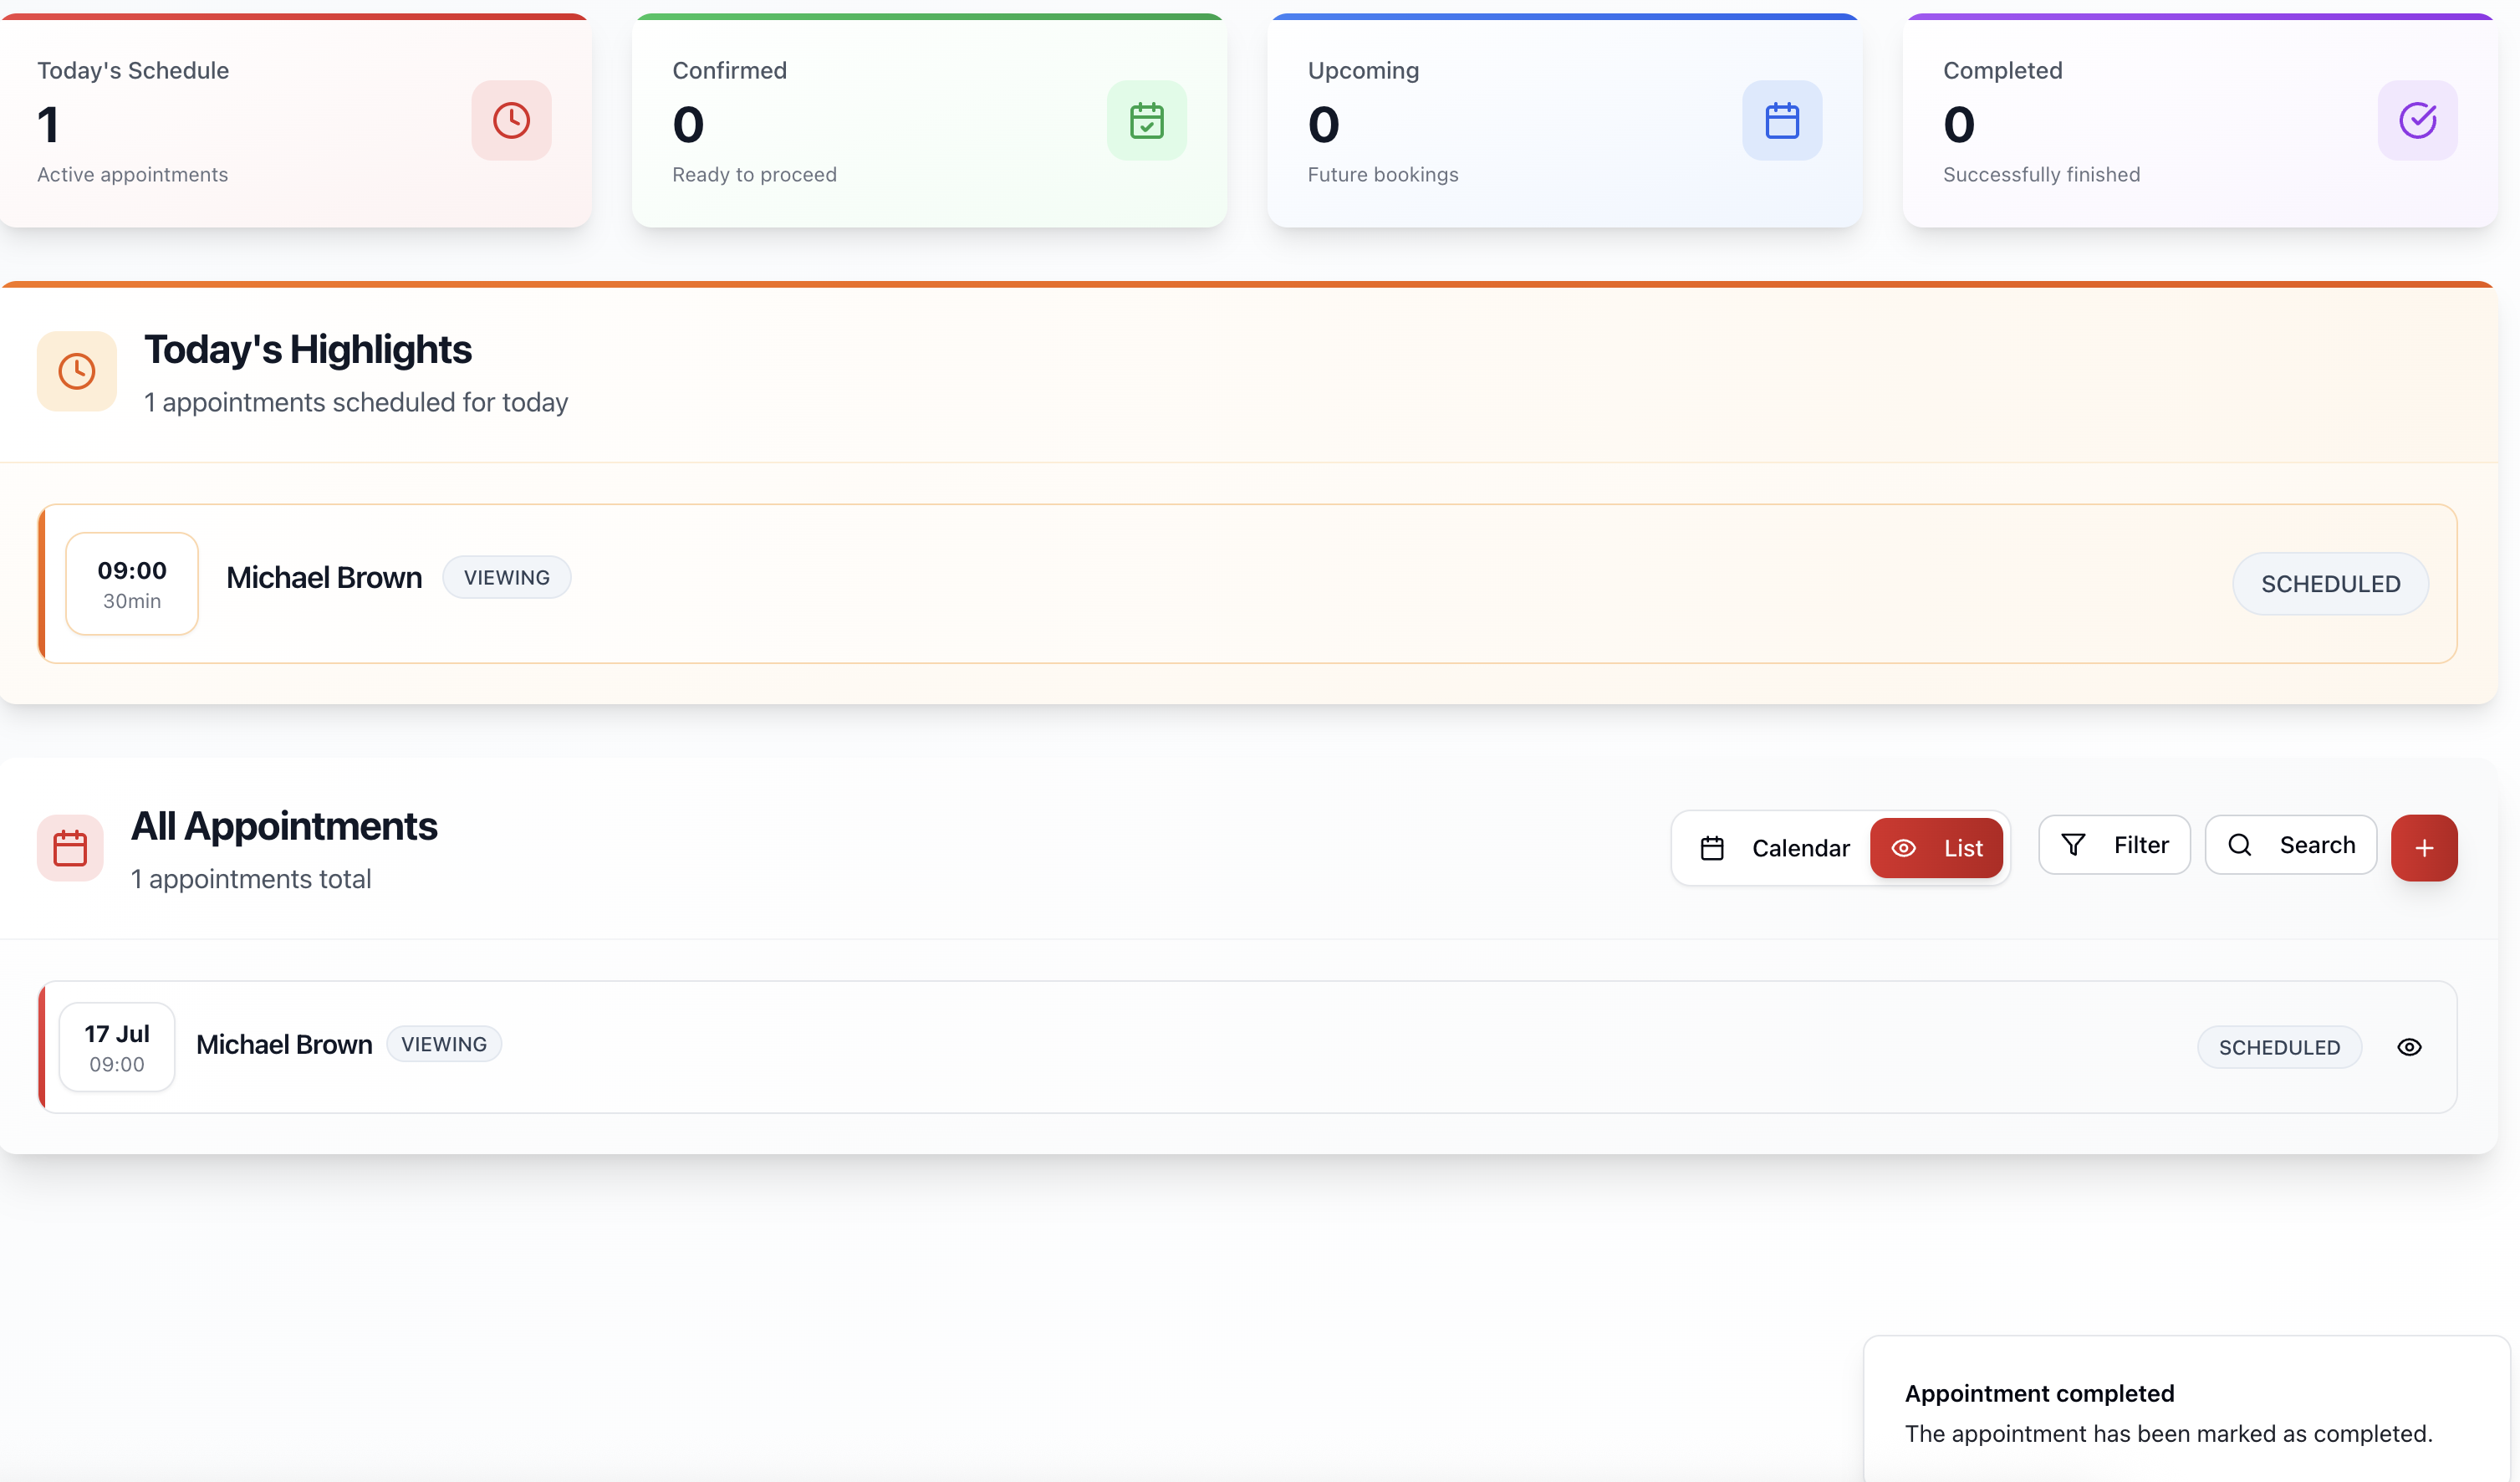 Today's Schedule
1
Active appointments
Confirmed
0
Ready to proceed
Upcoming
0
Future bookings
Completed
0
Successfully finished
Today's Highlights
1 appointments scheduled for today
09:00
30min
Michael Brown
VIEWING
SCHEDULED
All Appointments
1 appointments total
Calendar
List
Filter
Search
17 Jul
09:00
Michael Brown
VIEWING
SCHEDULED
Appointment completed
The appointment has been marked as completed.